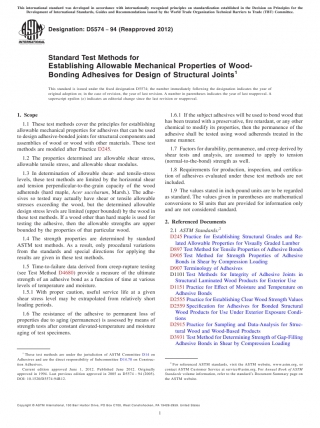 This international standard was developed in accordance with internationally recognized principles on standardization established in the Decision on Principles for the
Development of International Standards, Guides and Recommendations issued by the World Trade Organization Technical Barriers to Trade (TBT) Committee.
Designation: D5574 − 94 (Reapproved 2012)
Standard Test Methods for
Establishing Allowable Mechanical Properties of Wood-
Bonding Adhesives for Design of Structural Joints¹
This standard is issued under the fixed designation D5574; the number immediately following the designation indicates the year of
original adoption or, in the case of revision, the year of last revision. A number in parentheses indicates the year of last reapproval. A
superscript epsilon (ε) indicates an editorial change since the last revision or reapproval.
1. Scope
1.1 These test methods cover the principles for establishing
allowable mechanical properties for adhesives that can be used
to design adhesive-bonded joints for structural components and
assemblies of wood or wood with other materials. These test
methods are modeled after Practice D245.
1.2 The properties determined are allowable shear stress,
allowable tensile stress, and allowable shear modulus.
1.3 In determination of allowable shear- and tensile-stress
levels, these test methods are limited by the horizontal shear
and tension perpendicular-to-the-grain capacity of the wood
adherends (hard maple, Acer saccharum, Marsh.). The adhe-
sives so tested may actually have shear or tensile allowable
stresses exceeding the wood, but the determined allowable
design stress levels are limited (upper bounded) by the wood in
these test methods. If a wood other than hard maple is used for
testing the adhesive, then the allowable strengths are upper
bounded by the properties of that particular wood.
1.4 The strength properties are determined by standard
ASTM test methods. As a result, only procedural variations
from the standards and special directions for applying the
results are given in these test methods.
1.5 Time-to-failure data derived from creep-rupture testing
(see Test Method D4680) provide a measure of the ultimate
strength of an adhesive bond as a function of time at various
levels of temperature and moisture.
1.5.1 With proper caution, useful service life at a given
shear stress level may be extrapolated from relatively short
loading periods.
1.6 The resistance of the adhesive to permanent loss of
properties due to aging (permanence) is assessed by means of
strength tests after constant elevated-temperature and moisture
aging of test specimens.
¹ These test methods are under the jurisdiction of ASTM Committee D14 on
Adhesives and are the direct responsibility of Subcommittee D14.70 on Construc-
tion Adhesives.
Current edition approved June 1, 2012. Published June 2012. Originally
approved in 1994. Last previous edition approved in 2005 as D5574 – 94 (2005).
DOI: 10.1520/D5574-94R12.
1.6.1 If the subject adhesive will be used to bond wood that
has been treated with a preservative, fire retardant, or any other
chemical to modify its properties, then the permanence of the
adhesive shall be tested using wood adherends treated in the
same manner.
1.7 Factors for durability, permanence, and creep derived by
shear tests and analysis, are assumed to apply to tension
(normal-to-the-bond) strength as well.
1.8 Requirements for production, inspection, and certifica-
tion of adhesives evaluated under these test methods are not
included.
1.9 The values stated in inch-pound units are to be regarded
as standard. The values given in parentheses are mathematical
conversions to SI units that are provided for information only
and are not considered standard.
2. Referenced Documents
2.1 ASTM Standards:²
D245 Practice for Establishing Structural Grades and Re-
lated Allowable Properties for Visually Graded Lumber
D897 Test Method for Tensile Properties of Adhesive Bonds
D905 Test Method for Strength Properties of Adhesive
Bonds in Shear by Compression Loading
D907 Terminology of Adhesives
D1101 Test Methods for Integrity of Adhesive Joints in
Structural Laminated Wood Products for Exterior Use
D1151 Practice for Effect of Moisture and Temperature on
Adhesive Bonds
D2555 Practice for Establishing Clear Wood Strength Values
D2559 Specification for Adhesives for Bonded Structural
Wood Products for Use Under Exterior Exposure Condi-
tions
D2915 Practice for Sampling and Data-Analysis for Struc-
tural Wood and Wood-Based Products
D3931 Test Method for Determining Strength of Gap-Filling
Adhesive Bonds in Shear by Compression Loading
² For referenced ASTM standards, visit the ASTM website, www.astm.org, or
contact ASTM Customer Service at service@astm.org. For Annual Book of ASTM
Standards volume information, refer to the standard's Document Summary page on
the ASTM website.
Copyright © ASTM International, 100 Barr Harbor Drive, PO Box C700, West Conshohocken, PA 19428-2959. United States
1